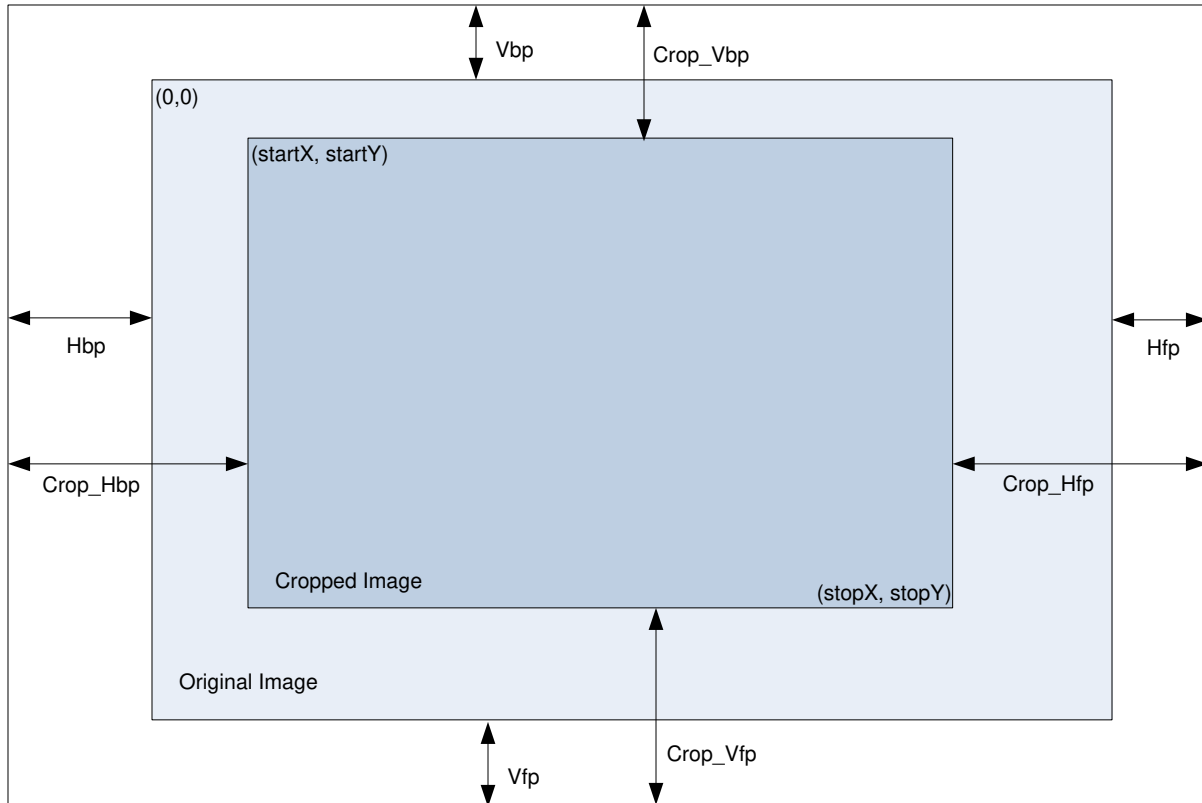 Vbp
Crop_Vbp
(0,0)
(startX, startY)
Hbp
Hfp
Crop_Hbp
Crop_Hfp
Cropped Image
(stopX, stopY)
Original Image
Crop_Vfp
Vfp